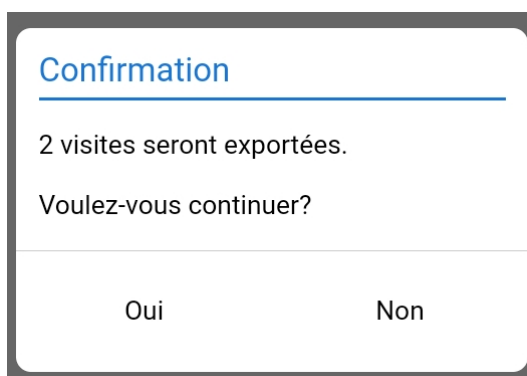 Confirmation
2 visites seront exportées.
Voulez-vous continuer?
Oui
Non